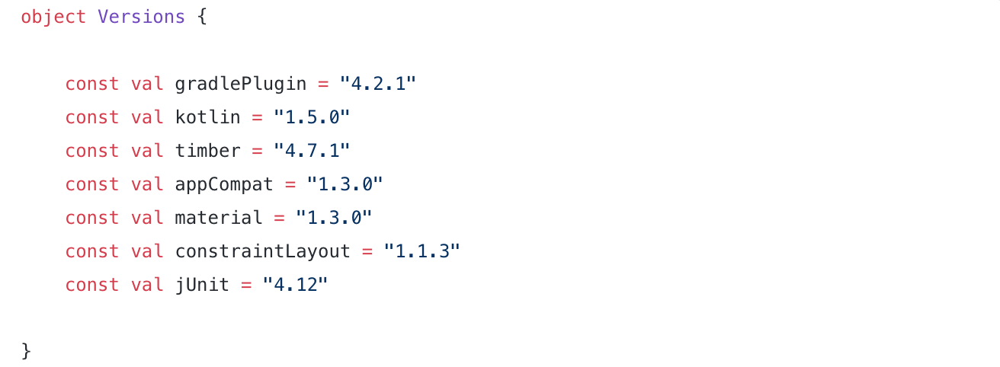 object Versions {
const val gradlePlugin = "4.2.1"
const val kotlin = "1.5.0"
const val timber = "4.7.1"
const val appCompat = "1.3.0"
const val material = "1.3.0"
const val constraintLayout = "1.1.3"
const val jUnit = "4.12"
}